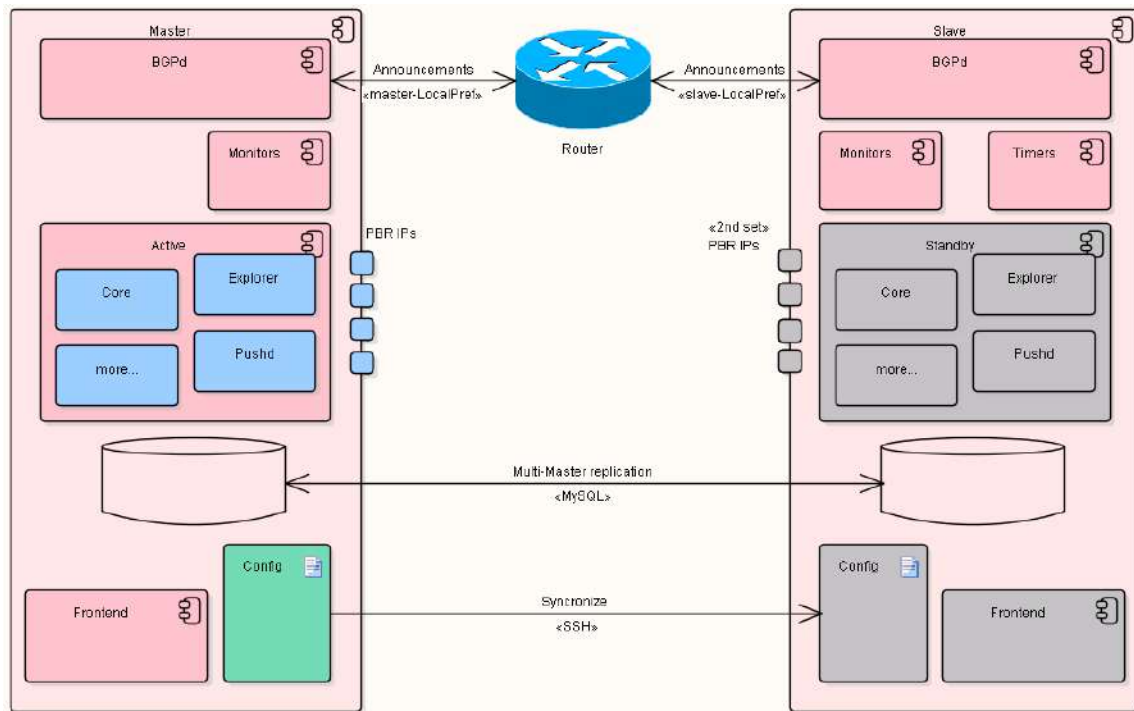 Master
BGPd
Monitors
PBR IPs
Active
Core
Explorer
more...
Pushd
Config
Frontend
Announcements
«master-LocalPref»
Router
Announcements
«slave-LocalPref»
Multi-Master replication
«MySQL»
Syncronize
«SSH»
Slave
BGPd
Monitors
Timers
«2nd set»
PBR IPs
Standby
Core
Explorer
more...
Pushd
Config
Frontend